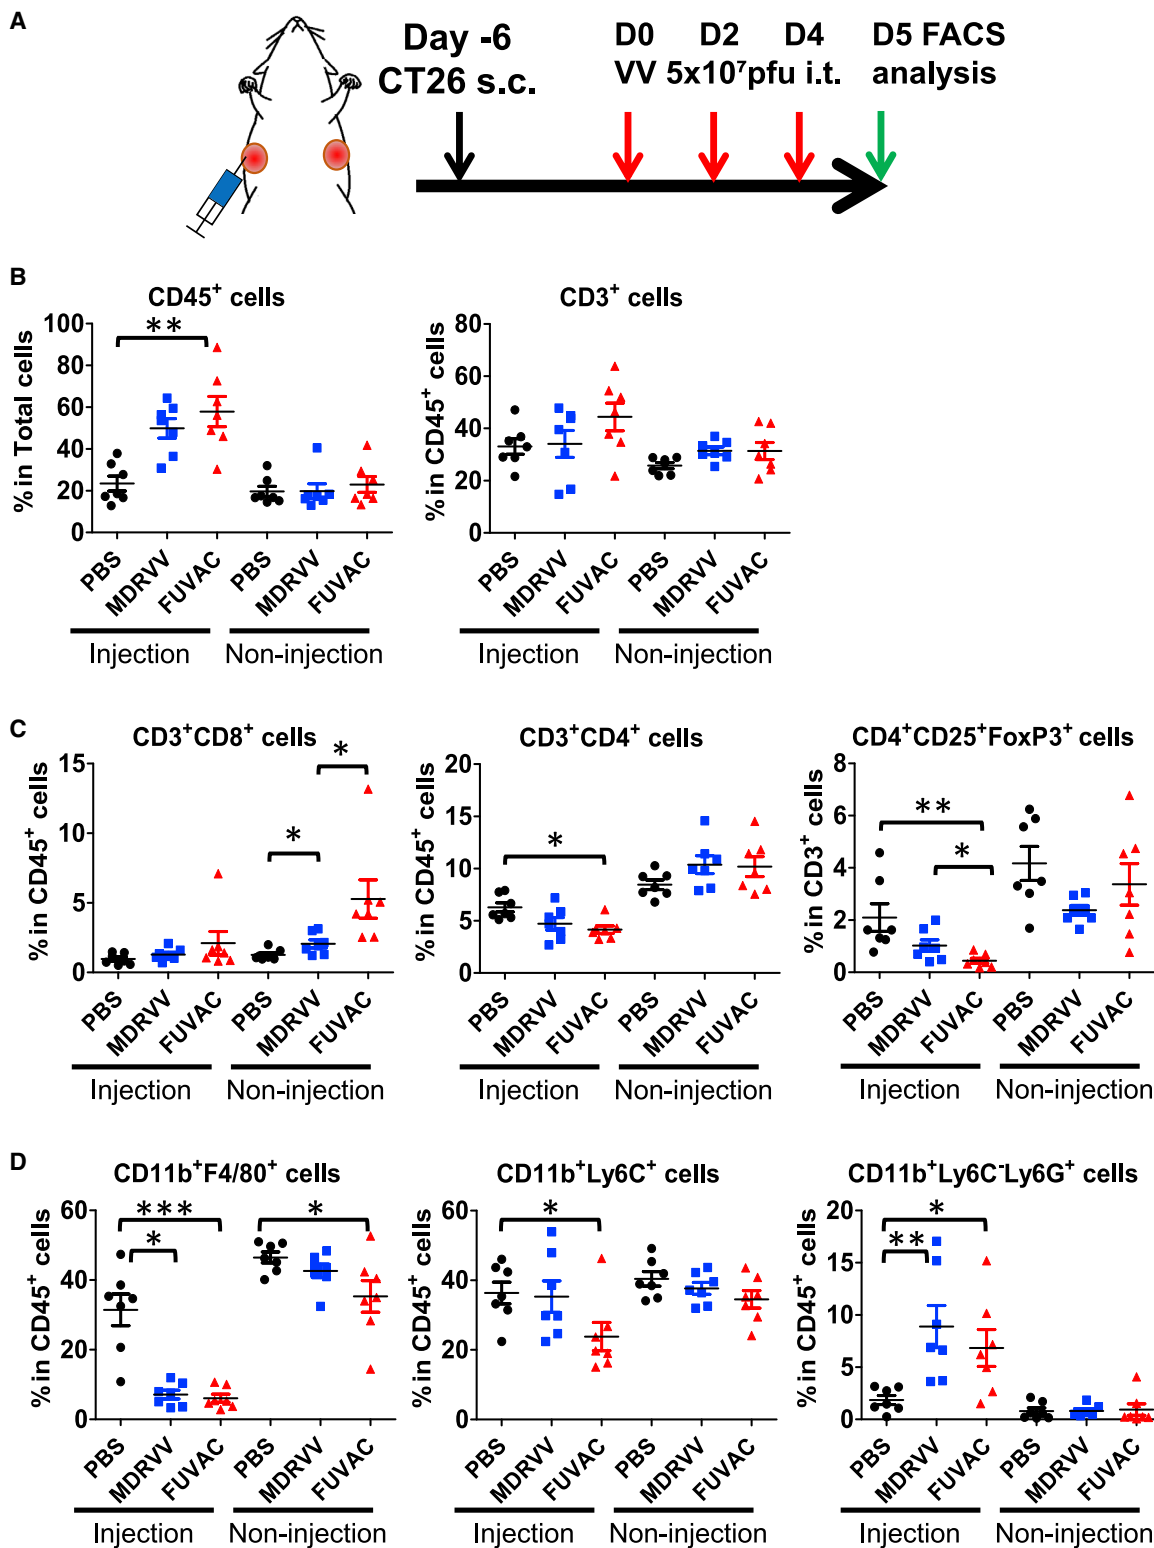 A
Day -6
CT26 s.c.
D0 D2 D4
VV 5x10⁷pfu i.t.
D5 FACS
analysis
B
CD45⁺ cells
% in Total cells
100
80
60
40
20
0
**
PBS
MDRVV
FUVAC
PBS
MDRVV
FUVAC
Injection
Non-injection
CD3⁺ cells
% in CD45⁺ cells
80
60
40
20
0
PBS
MDRVV
FUVAC
PBS
MDRVV
FUVAC
Injection
Non-injection
C
CD3⁺CD8⁺ cells
% in CD45⁺ cells
15
10
5
0
*
*
PBS
MDRVV
FUVAC
PBS
MDRVV
FUVAC
Injection
Non-injection
CD3⁺CD4⁺ cells
% in CD45⁺ cells
20
15
10
5
0
*
PBS
MDRVV
FUVAC
PBS
MDRVV
FUVAC
Injection
Non-injection
CD4⁺CD25⁺FoxP3⁺ cells
% in CD3⁺ cells
8
6
4
2
0
**
*
PBS
MDRVV
FUVAC
PBS
MDRVV
FUVAC
Injection
Non-injection
D
CD11b⁺F4/80⁺ cells
% in CD45⁺ cells
60
40
20
0
***
*
*
PBS
MDRVV
FUVAC
PBS
MDRVV
FUVAC
Injection
Non-injection
CD11b⁺Ly6C⁺ cells
% in CD45⁺ cells
60
40
20
0
*
PBS
MDRVV
FUVAC
PBS
MDRVV
FUVAC
Injection
Non-injection
CD11b⁺Ly6C⁻Ly6G⁺ cells
% in CD45⁺ cells
20
15
10
5
0
*
**
PBS
MDRVV
FUVAC
PBS
MDRVV
FUVAC
Injection
Non-injection